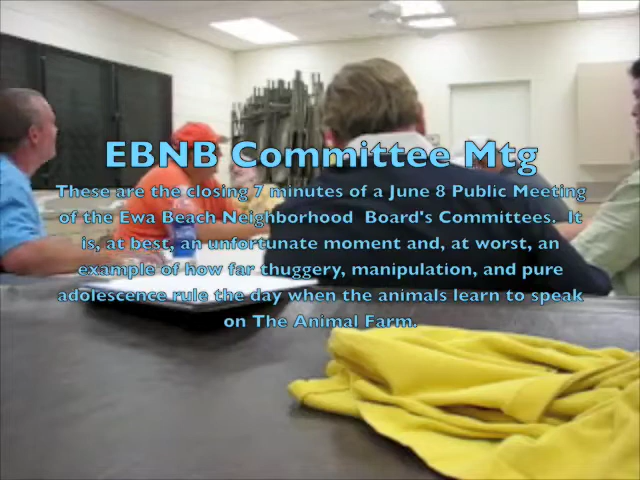 EBNB Committee Mtg
These are the closing 7 minutes of a June 8 Public Meeting
of the Ewa Beach Neighborhood Board's Committees. It
is, at best, an unfortunate moment and, at worst, an
example of how far thuggery, manipulation, and pure
adolescence rule the day when the animals learn to speak
on The Animal Farm.